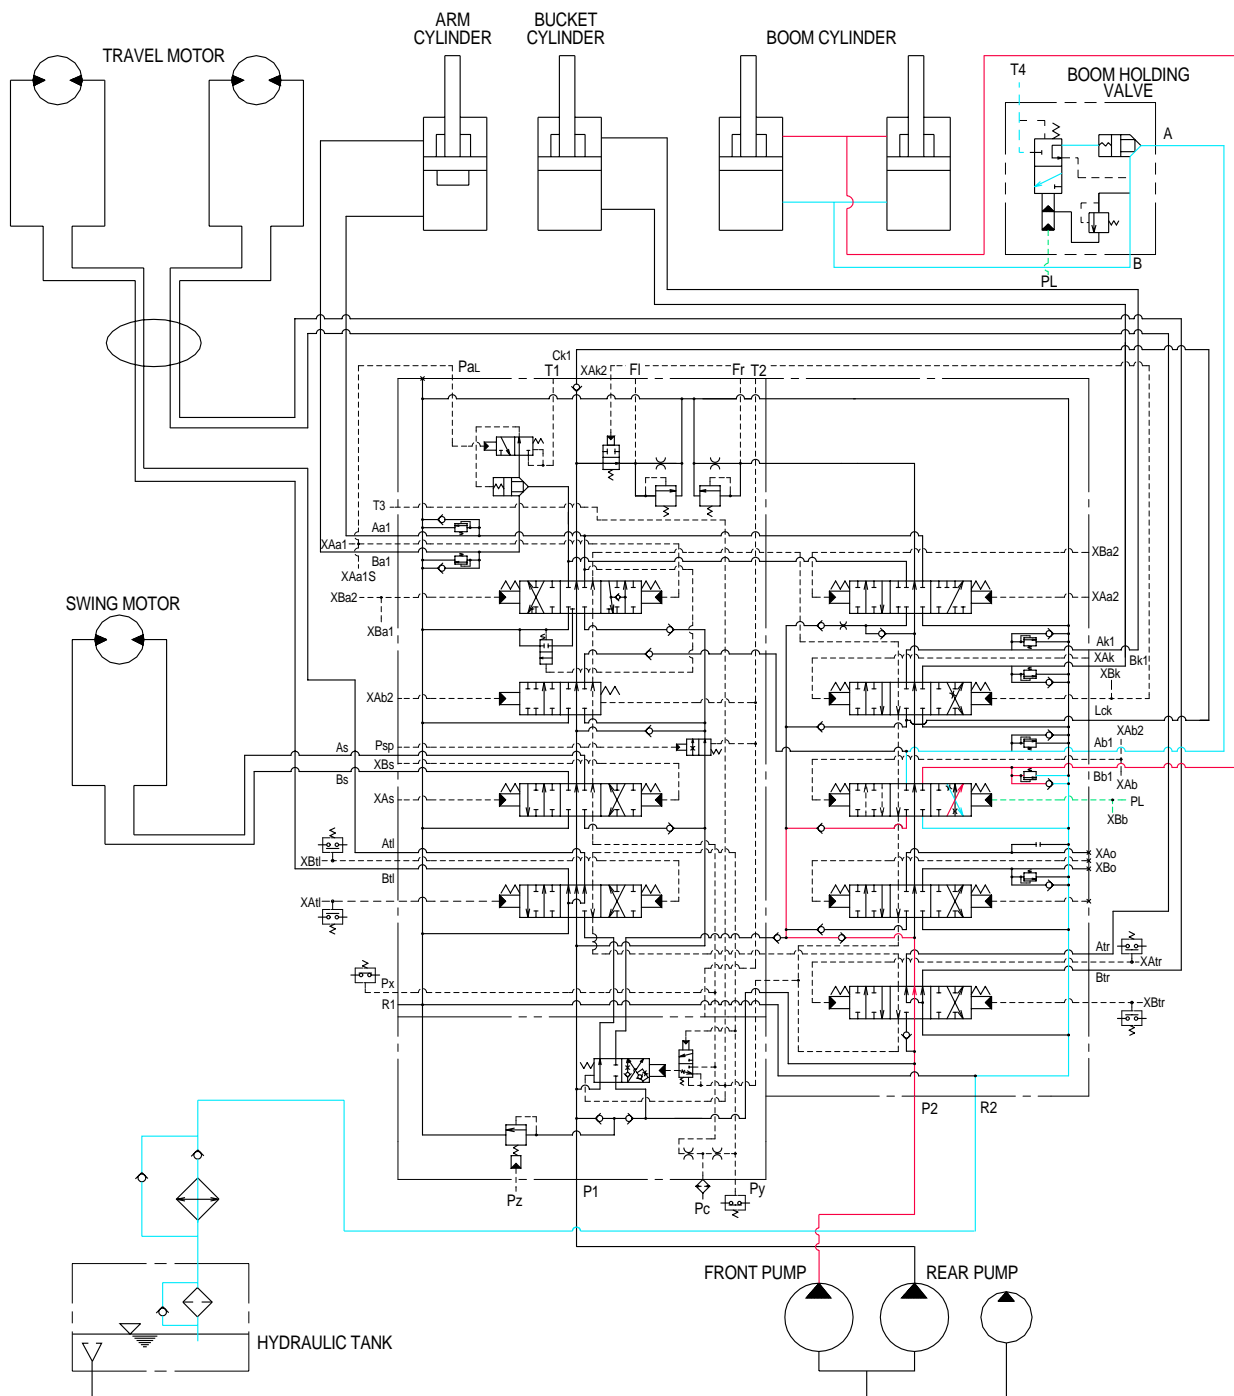 ARM
CYLINDER
BUCKET
CYLINDER
BOOM CYLINDER
TRAVEL MOTOR
T4
BOOM HOLDING
VALVE
A
B
PL
Ck1
PaL
T1
XAk2
Fl
Fr
T2
T3
Aa1
XAa1
Ba1
XAa1S
XBa2
XBa1
XBa2
XAa2
SWING MOTOR
Ak1
XAk
Bk1
XBk
XAb2
Lck
XAb2
As
Psp
Ab1
XBs
Bs
Bb1
XAb
XAs
PL
XBb
Atl
XBtl
XAo
XBo
Btl
XAtl
Atr
XAtr
Px
Btr
R1
XBtr
P2
R2
P1
Pz
Pc
Py
FRONT PUMP
REAR PUMP
HYDRAULIC TANK